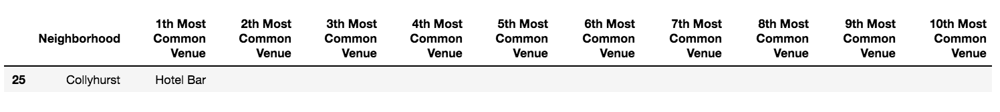 Neighborhood 1th Most Common Venue 2th Most Common Venue 3th Most Common Venue 4th Most Common Venue 5th Most Common Venue 6th Most Common Venue 7th Most Common Venue 8th Most Common Venue 9th Most Common Venue 10th Most Common Venue
25 Collyhurst Hotel Bar